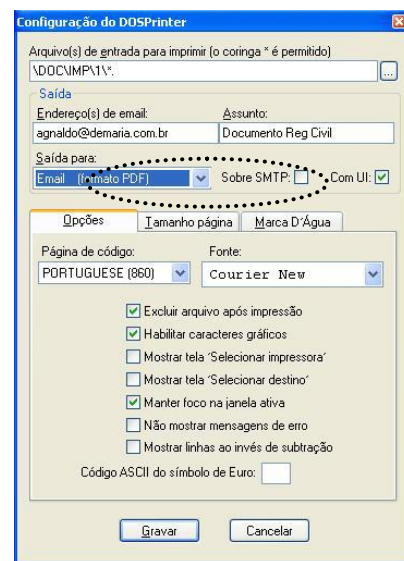 Configuração do DOSPrinter
Arquivo(s) de entrada para imprimir (o coringa * é permitido)
\DOC\IMP\1\*.
...
Saída
Endereço(s) de email: Assunto:
agnaldo@demaria.com.br Documento Reg Civil
Saída para:
Email (formato PDF) Sobre SMTP: Com UI:
Opções Tamanho página Marca D´Água
Página de código: Fonte:
PORTUGUESE (860) Courier New
Excluir arquivo após impressão
Habilitar caracteres gráficos
Mostrar tela ´Selecionar impressora´
Mostrar tela ´Selecionar destino´
Manter foco na janela ativa
Não mostrar mensagens de erro
Mostrar linhas ao invés de subtração
Código ASCII do símbolo de Euro:
Gravar Cancelar